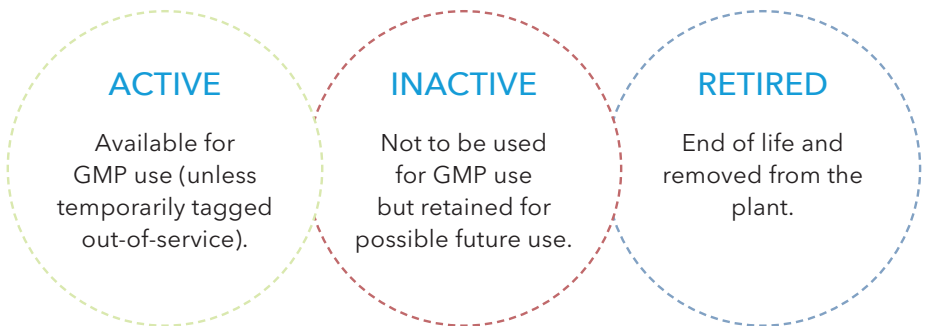 ACTIVE
Available for
GMP use (unless
temporarily tagged
out-of-service).
INACTIVE
Not to be used
for GMP use
but retained for
possible future use.
RETIRED
End of life and
removed from the
plant.